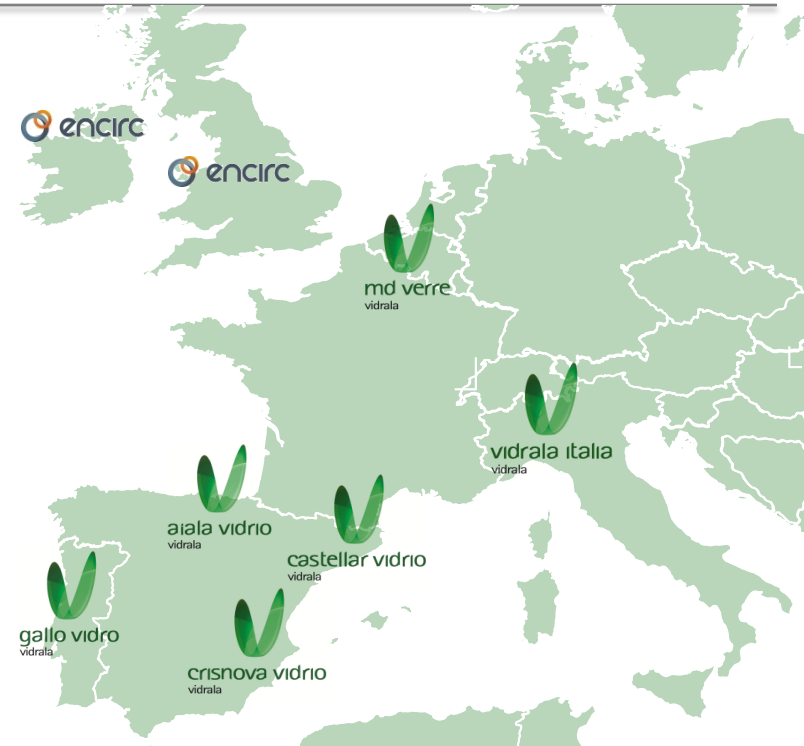 encirc
encirc
md verre
vidrala
vidrala italia
vidrala
aiala vidrio
vidrala
castellar vidrio
vidrala
gallo vidro
vidrala
crisnova vidrio
vidrala